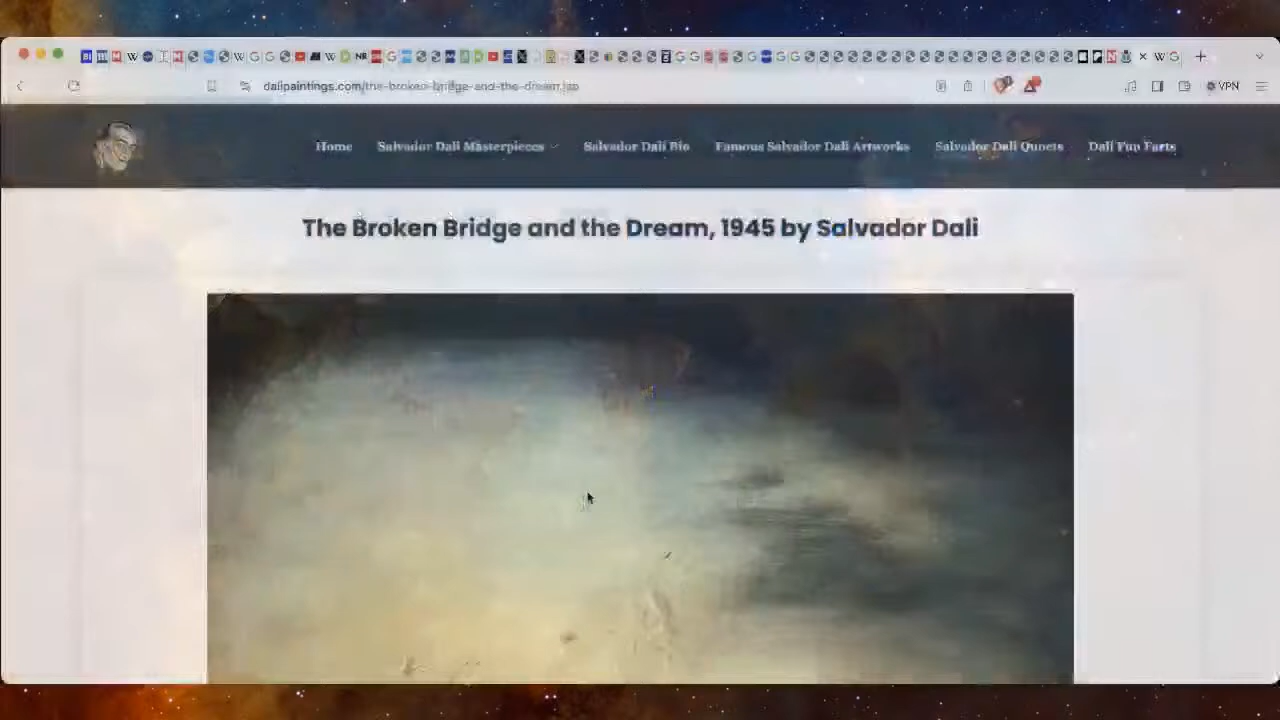 dalipaintings.com/the-broken-bridge-and-the-dream.jsp
VPN
Home
Salvador Dali Masterpieces
Salvador Dali Bio
Famous Salvador Dali Artworks
Salvador Dali Quotes
Dali Fun Facts
The Broken Bridge and the Dream, 1945 by Salvador Dali